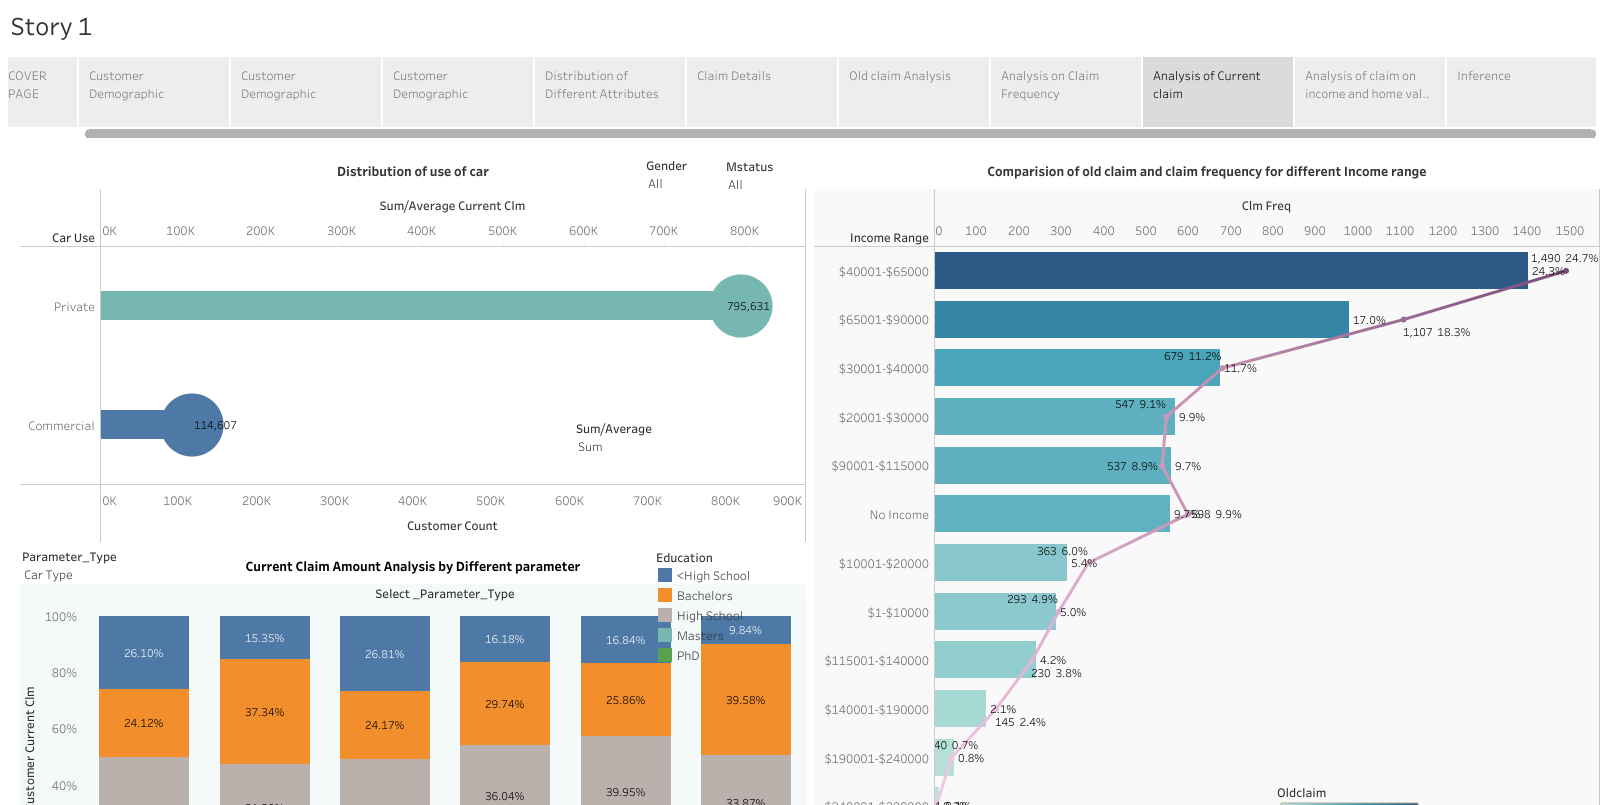 Story 1
COVER PAGE
Customer Demographic
Customer Demographic
Customer Demographic
Distribution of Different Attributes
Claim Details
Old claim Analysis
Analysis on Claim Frequency
Analysis of Current claim
Analysis of claim on income and home val..
Inference
Distribution of use of car
Gender
All
Mstatus
All
Sum/Average Current Clm
Car Use
0K 100K 200K 300K 400K 500K 600K 700K 800K
Private
795,631
Commercial
114,607
Sum/Average
Sum
0K 100K 200K 300K 400K 500K 600K 700K 800K 900K
Customer Count
Parameter_Type
Car Type
Current Claim Amount Analysis by Different parameter
Education
<High School
Bachelors
High School
Masters
PhD
Select _Parameter_Type
100%
80%
60%
40%
Customer Current Clm
26.10% 15.35% 26.81% 16.18% 16.84% 9.84%
24.12% 37.34% 24.17% 29.74% 25.86% 39.58%
36.04% 39.95% 33.87%
Comparision of old claim and claim frequency for different Income range
Clm Freq
Income Range
0 100 200 300 400 500 600 700 800 900 1000 1100 1200 1300 1400 1500
$40001-$65000
1,490 24.7%
24.3%
$65001-$90000
17.0%
1,107 18.3%
$30001-$40000
679 11.2%
11.7%
$20001-$30000
547 9.1%
9.9%
$90001-$115000
537 8.9%
9.7%
No Income
9.7%
598 9.9%
$10001-$20000
363 6.0%
5.4%
$1-$10000
293 4.9%
5.0%
$115001-$140000
4.2%
230 3.8%
$140001-$190000
2.1%
145 2.4%
$190001-$240000
40 0.7%
0.8%
Oldclaim